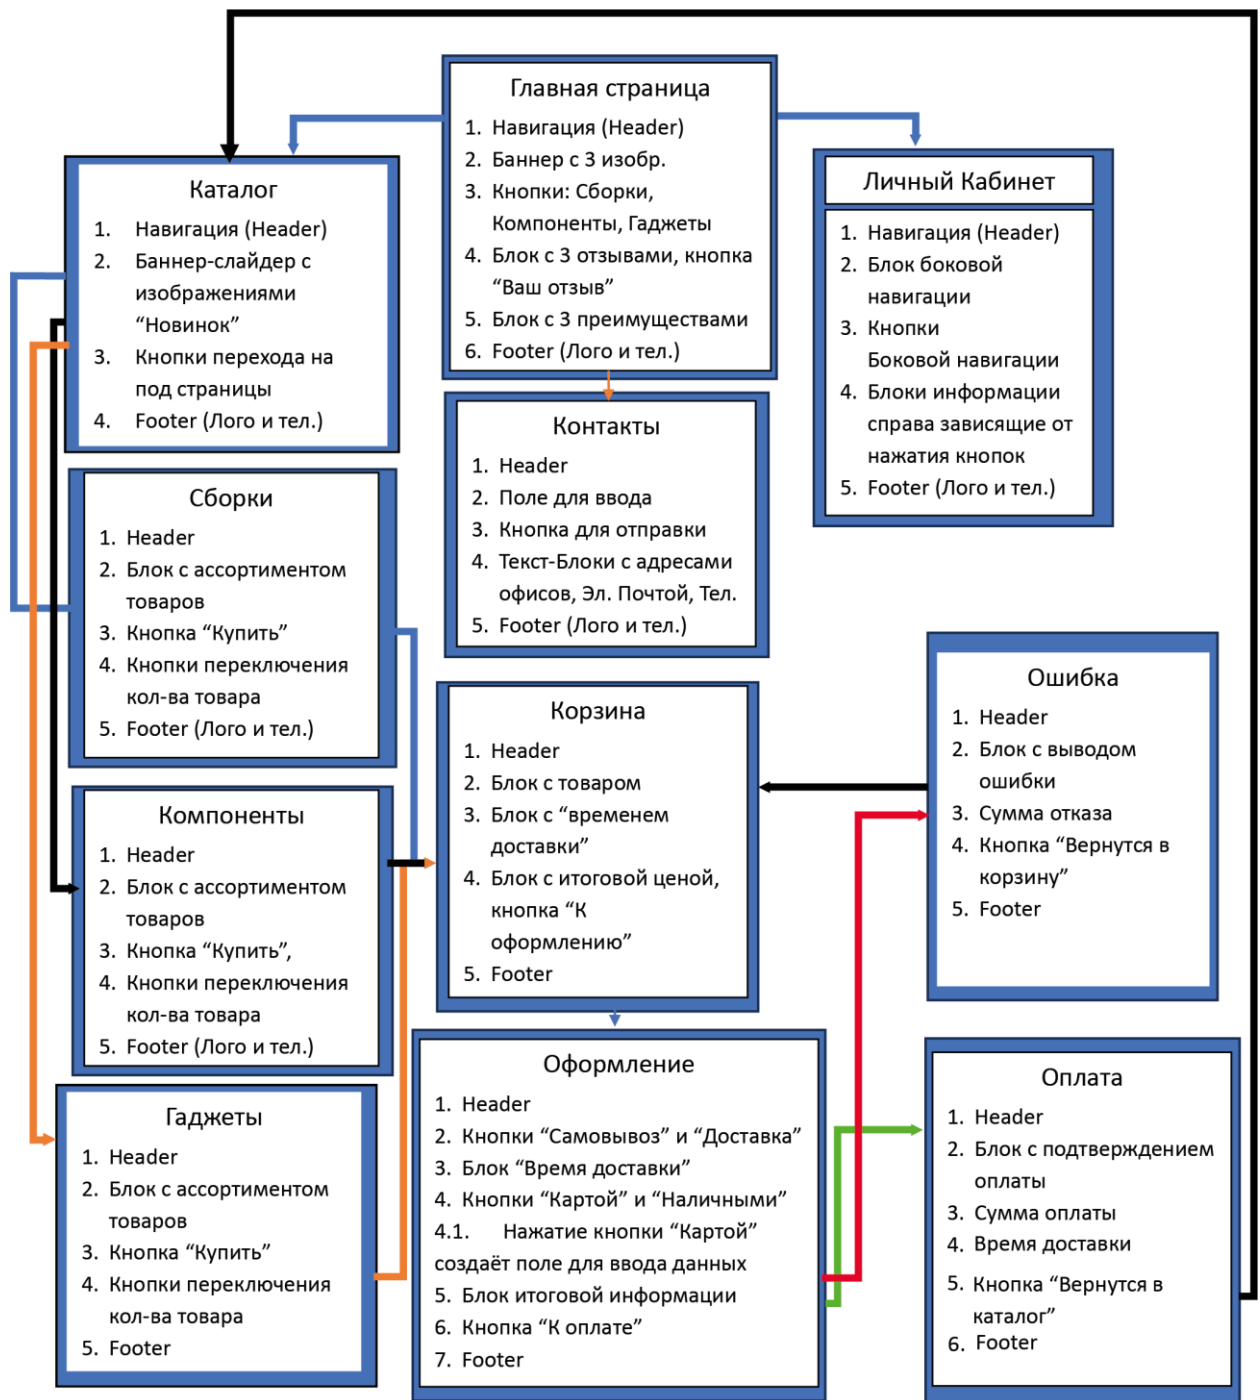 Главная страница
1. Навигация (Header)
2. Баннер с 3 изобр.
3. Кнопки: Сборки,
Компоненты, Гаджеты
4. Блок с 3 отзывами, кнопка
“Ваш отзыв”
5. Блок с 3 преимуществами
6. Footer (Лого и тел.)
Каталог
1. Навигация (Header)
2. Баннер-слайдер с
изображениями
“Новинок”
3. Кнопки перехода на
под страницы
4. Footer (Лого и тел.)
Личный Кабинет
1. Навигация (Header)
2. Блок боковой
навигации
3. Кнопки
Боковой навигации
4. Блоки информации
справа зависящие от
нажатия кнопок
5. Footer (Лого и тел.)
Контакты
1. Header
2. Поле для ввода
3. Кнопка для отправки
4. Текст-Блоки с адресами
офисов, Эл. Почтой, Тел.
5. Footer (Лого и тел.)
Сборки
1. Header
2. Блок с ассортиментом
товаров
3. Кнопка “Купить”
4. Кнопки переключения
кол-ва товара
5. Footer (Лого и тел.)
Корзина
1. Header
2. Блок с товаром
3. Блок с “временем
доставки”
4. Блок с итоговой ценой,
кнопка “К
оформлению”
5. Footer
Ошибка
1. Header
2. Блок с выводом
ошибки
3. Сумма отказа
4. Кнопка “Вернутся в
корзину”
5. Footer
Компоненты
1. Header
2. Блок с ассортиментом
товаров
3. Кнопка “Купить”,
4. Кнопки переключения
кол-ва товара
5. Footer (Лого и тел.)
Оформление
1. Header
2. Кнопки “Самовывоз” и “Доставка”
3. Блок “Время доставки”
4. Кнопки “Картой” и “Наличными”
4.1. Нажатие кнопки “Картой”
создаёт поле для ввода данных
5. Блок итоговой информации
6. Кнопка “К оплате”
7. Footer
Оплата
1. Header
2. Блок с подтверждением
оплаты
3. Сумма оплаты
4. Время доставки
5. Кнопка “Вернутся в
каталог”
6. Footer
Гаджеты
1. Header
2. Блок с ассортиментом
товаров
3. Кнопка “Купить”
4. Кнопки переключения
кол-ва товара
5. Footer